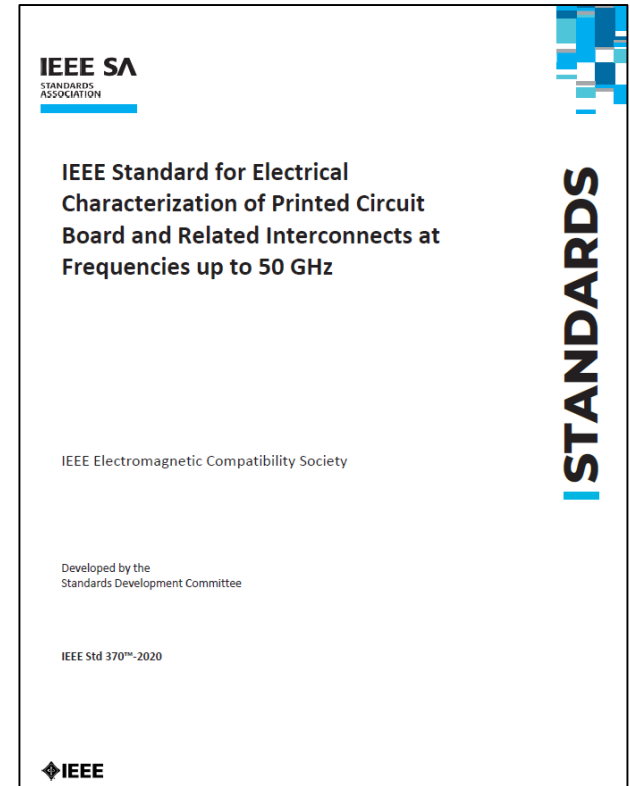 IEEE SA
STANDARDS
ASSOCIATION
IEEE Standard for Electrical
Characterization of Printed Circuit
Board and Related Interconnects at
Frequencies up to 50 GHz
STANDARDS
IEEE Electromagnetic Compatibility Society
Developed by the
Standards Development Committee
IEEE Std 370™-2020
IEEE